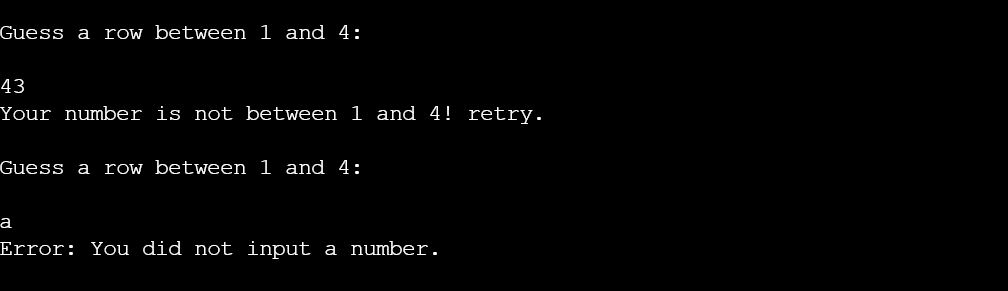 Guess a row between 1 and 4:
43
Your number is not between 1 and 4! retry.
Guess a row between 1 and 4:
a
Error: You did not input a number.